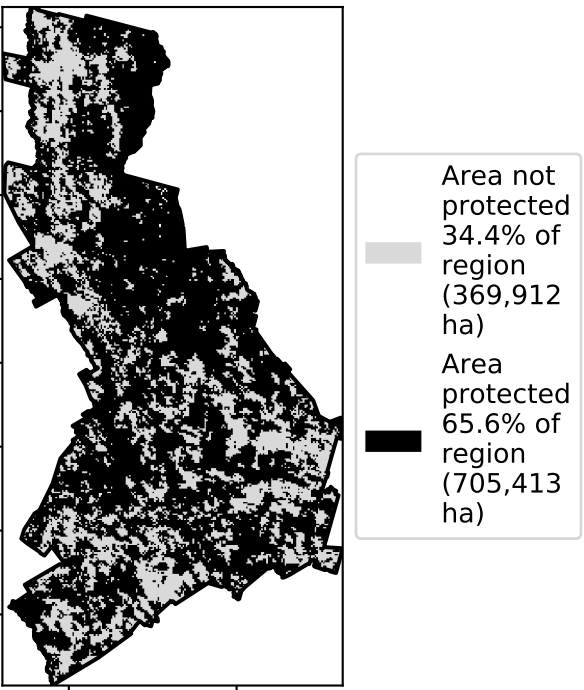 Area not
protected
34.4% of
region
(369,912
ha)
Area
protected
65.6% of
region
(705,413
ha)